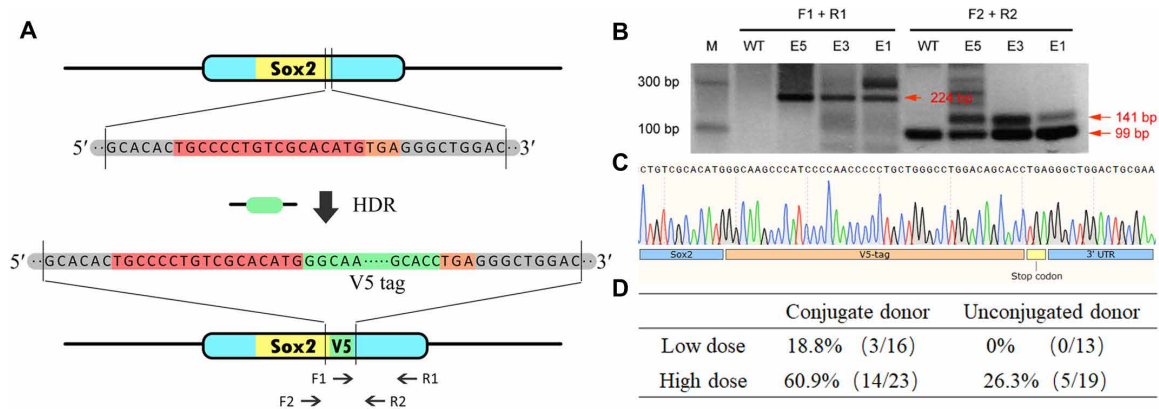 A
Sox2
5′ ··GCACACTGCCCCTGTCGCACATGTGAGGGCTGGAC·· 3′
HDR
5′ ··GCACACTGCCCCTGTCGCACATGGGCAA·····GCACCTGAGGGCTGGAC·· 3′
V5 tag
Sox2 V5
F1 R1
F2 R2
B
F1 + R1 F2 + R2
M WT E5 E3 E1 WT E5 E3 E1
300 bp
224 bp
141 bp
100 bp
99 bp
C
CTGTCGCACATGGGCAAGCCCATCCCCAACCCCCTGCTGGGCCTGGACAGCACCTGAGGGCTGGACTGCGAA
Sox2 V5-tag 3′ UTR
Stop codon
D
Conjugate donor Unconjugated donor
Low dose 18.8% (3/16) 0% (0/13)
High dose 60.9% (14/23) 26.3% (5/19)